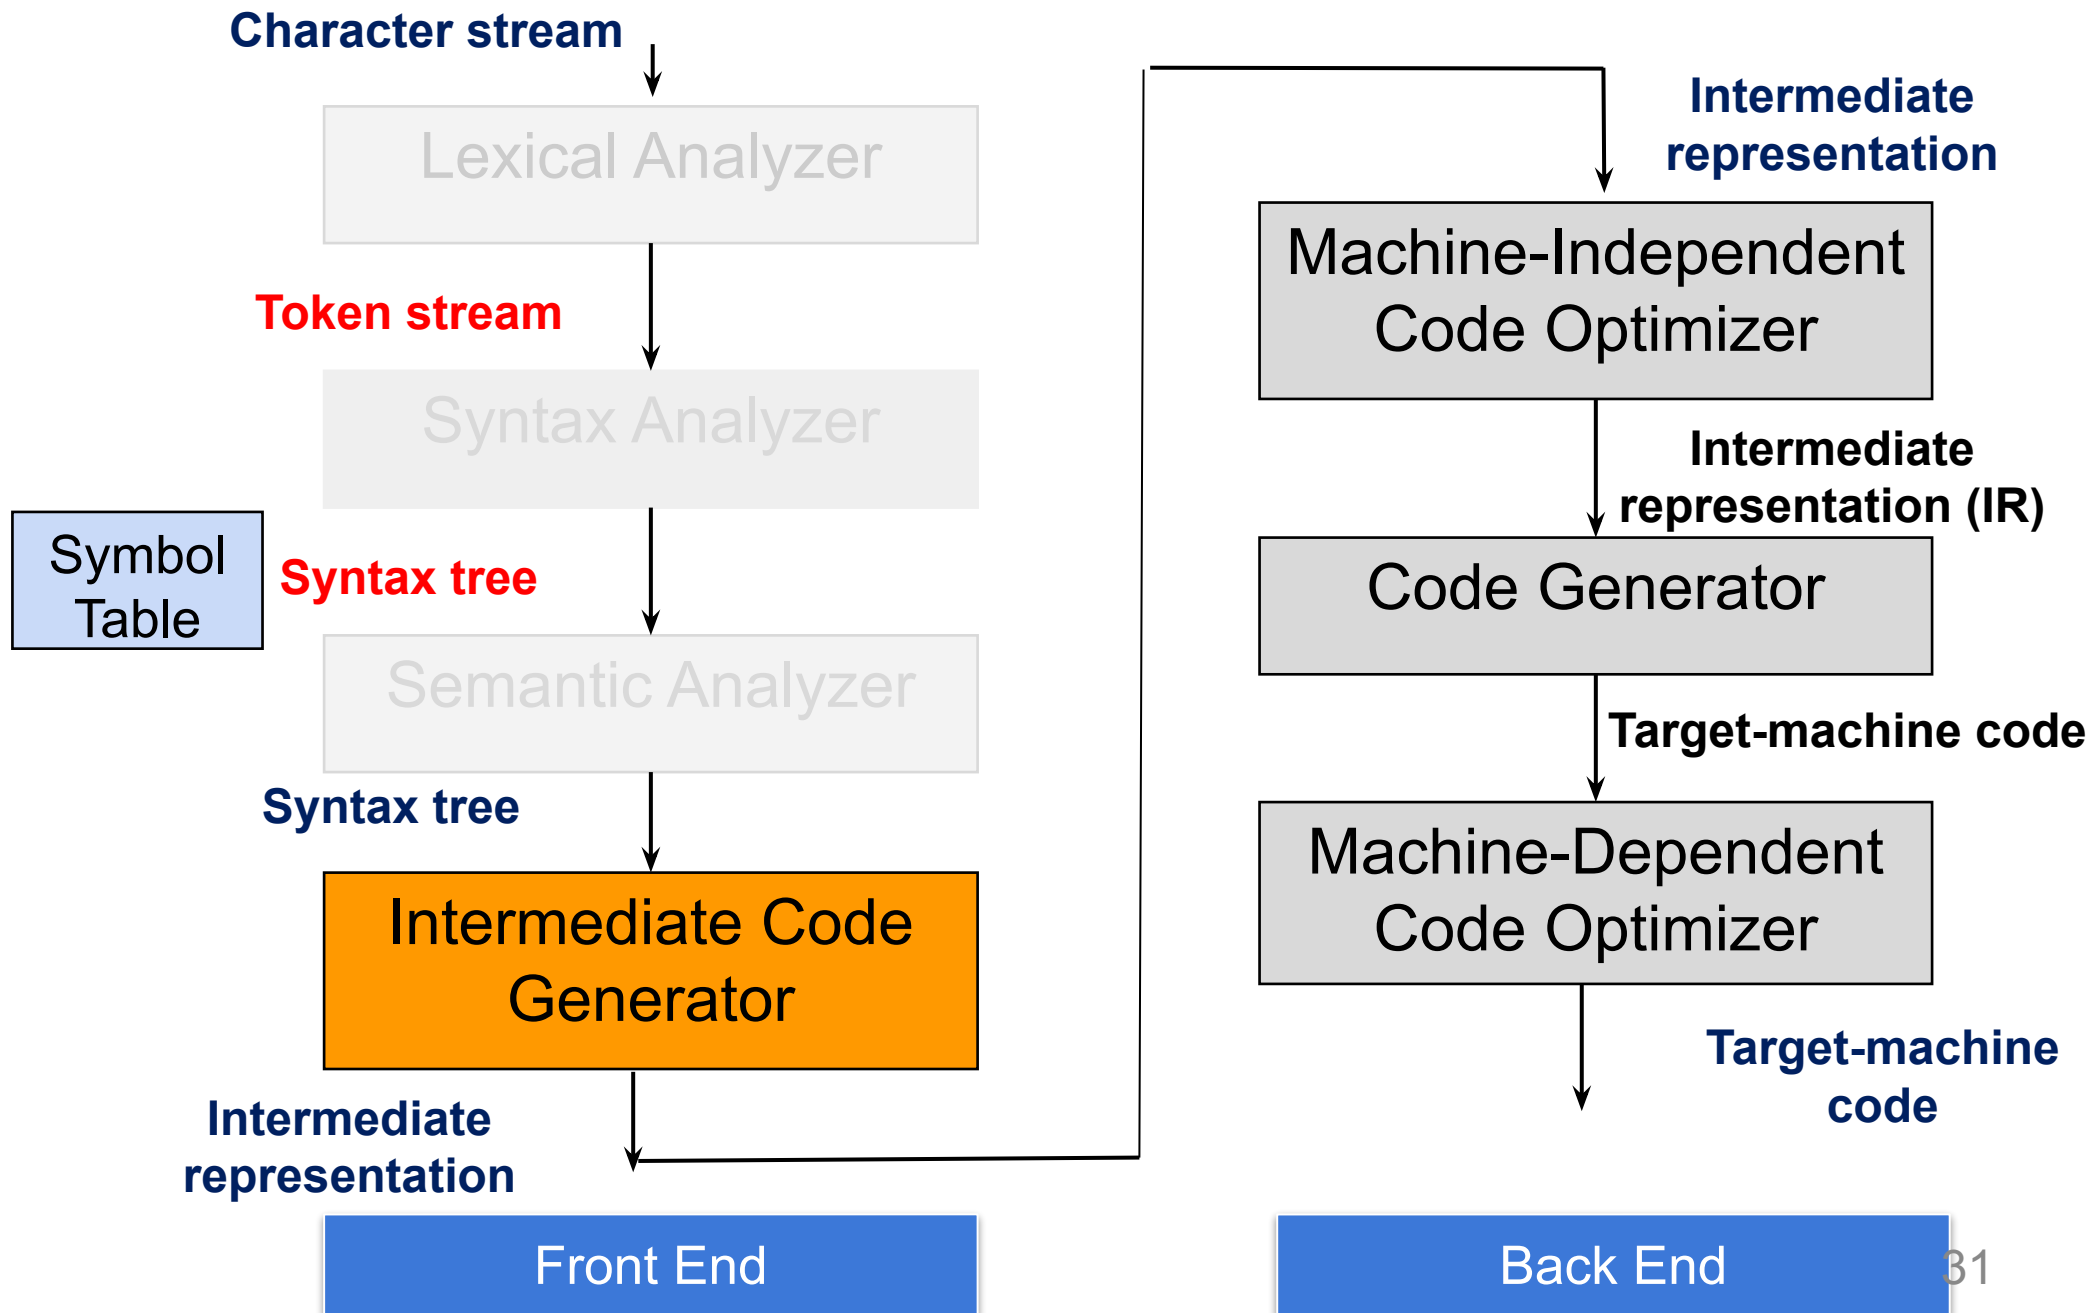 Character stream
Lexical Analyzer
Token stream
Syntax Analyzer
Symbol
Table
Syntax tree
Semantic Analyzer
Syntax tree
Intermediate Code
Generator
Intermediate
representation
Front End
Intermediate
representation
Machine-Independent
Code Optimizer
Intermediate
representation (IR)
Code Generator
Target-machine code
Machine-Dependent
Code Optimizer
Target-machine
code
Back End
31